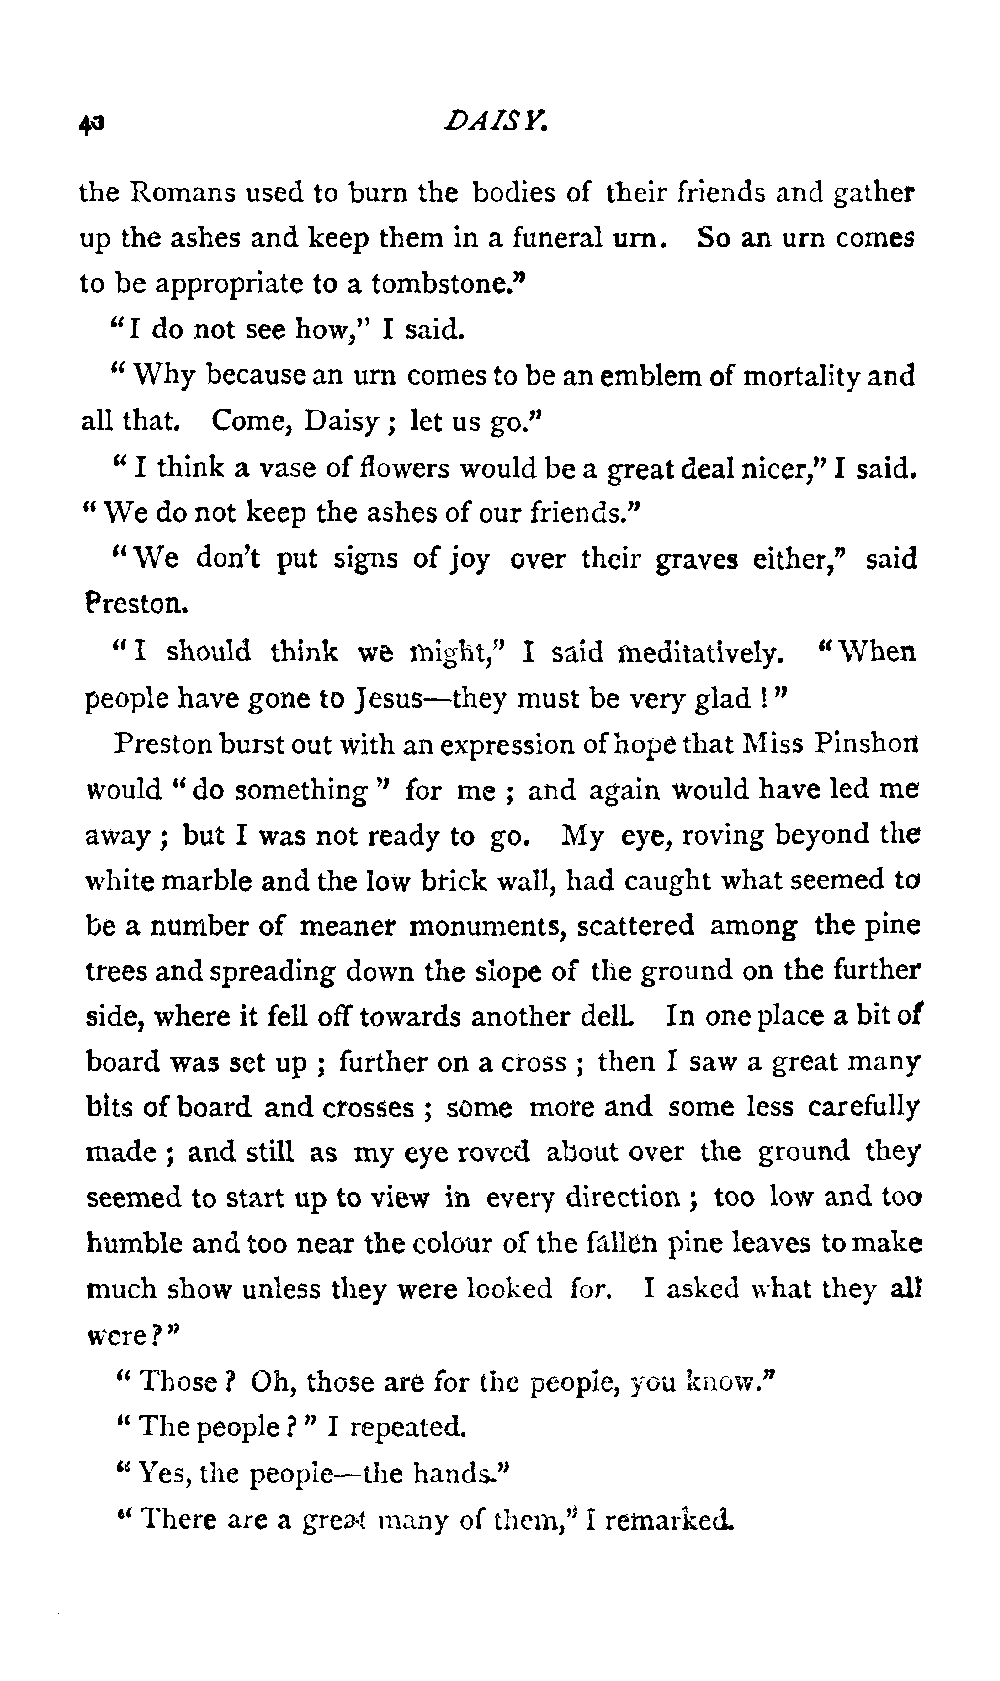 DAISY.
the Romans used to burn the bodies of their friends and gather
up the ashes and keep them in a funeral urn. So an urn comes
to be appropriate to a tombstone."
"I do not see how," I said.
"Why because an urn comes to be an emblem of mortality and
all that. Come, Daisy; let us go."
"I think a vase of flowers would be a great deal nicer," I said.
"We do not keep the ashes of our friends."
"We don't put signs of joy over their graves either," said
Preston.
"I should think we might," I said meditatively. "When
people have gone to Jesus—they must be very glad!"
Preston burst out with an expression of hope that Miss Pinshon
would "do something" for me; and again would have led me
away; but I was not ready to go. My eye, roving beyond the
white marble and the low brick wall, had caught what seemed to
be a number of meaner monuments, scattered among the pine
trees and spreading down the slope of the ground on the further
side, where it fell off towards another dell. In one place a bit of
board was set up; further on a cross; then I saw a great many
bits of board and crosses; some more and some less carefully
made; and still as my eye roved about over the ground they
seemed to start up to view in every direction; too low and too
humble and too near the colour of the fallen pine leaves to make
much show unless they were looked for. I asked what they all
were?"
"Those? Oh, those are for the people, you know."
"The people?" I repeated.
"Yes, the people—the hands."
"There are a great many of them," I remarked.